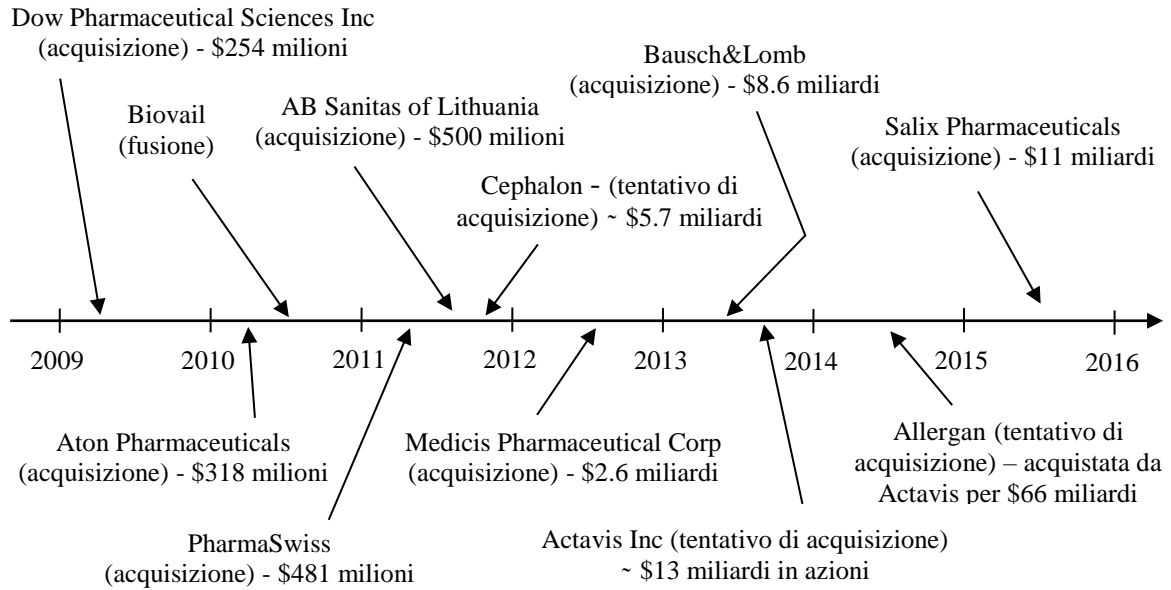 Dow Pharmaceutical Sciences Inc
(acquisizione) - $254 milioni
Biovail
(fusione)
AB Sanitas of Lithuania
(acquisizione) - $500 milioni
Cephalon - (tentativo di
acquisizione) ~ $5.7 miliardi
Bausch&Lomb
(acquisizione) - $8.6 miliardi
Salix Pharmaceuticals
(acquisizione) - $11 miliardi
2009 2010 2011 2012 2013 2014 2015 2016
Aton Pharmaceuticals
(acquisizione) - $318 milioni
PharmaSwiss
(acquisizione) - $481 milioni
Medicis Pharmaceutical Corp
(acquisizione) - $2.6 miliardi
Actavis Inc (tentativo di acquisizione)
~ $13 miliardi in azioni
Allergan (tentativo di
acquisizione) – acquistata da
Actavis per $66 miliardi